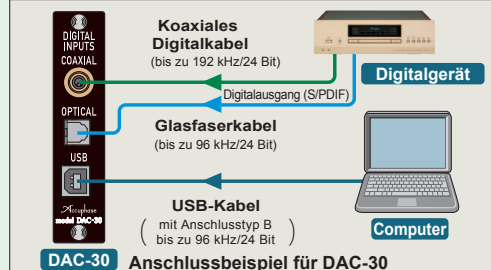 DIGITAL
INPUTS
COAXIAL
OPTICAL
USB
Accuphase
model DAC-30
Koaxiales
Digitalkabel
(bis zu 192 kHz/24 Bit)
Digitalgerät
Digitalausgang (S/PDIF)
Glasfaserkabel
(bis zu 96 kHz/24 Bit)
USB-Kabel
( mit Anschlusstyp B
bis zu 96 kHz/24 Bit )
Computer
DAC-30 Anschlussbeispiel für DAC-30